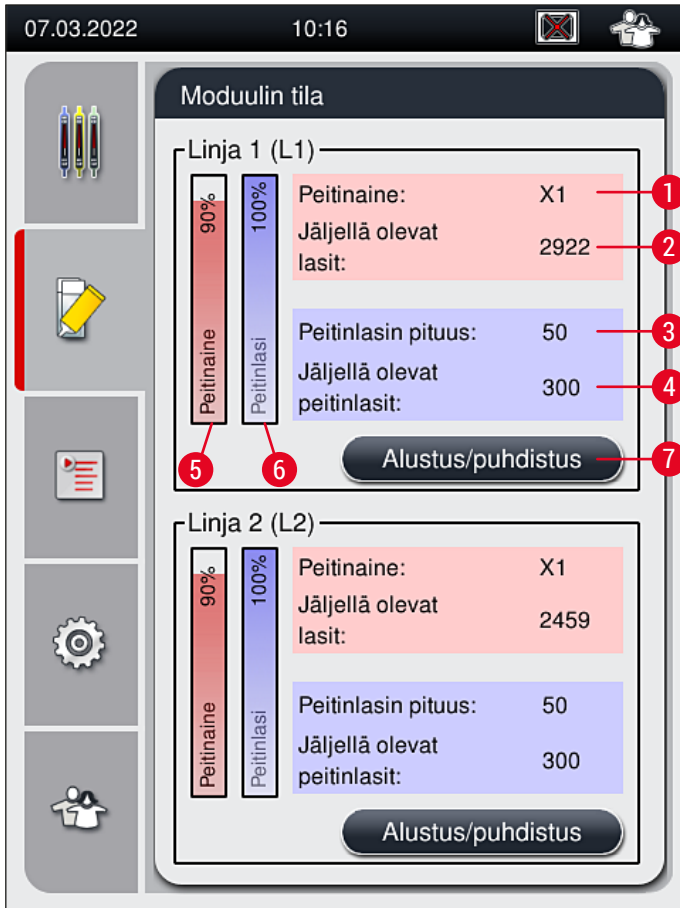 07.03.2022 10:16
Moduulin tila
Linja 1 (L1)
90%
Peitinaine
100%
Peitinlasi
Peitinaine: X1 1
Jäljellä olevat
lasit: 2922 2
Peitinlasin pituus: 50 3
Jäljellä olevat
peitinlasit: 300 4
5 6
Alustus/puhdistus 7
Linja 2 (L2)
90%
Peitinaine
100%
Peitinlasi
Peitinaine: X1
Jäljellä olevat
lasit: 2459
Peitinlasin pituus: 50
Jäljellä olevat
peitinlasit: 300
Alustus/puhdistus